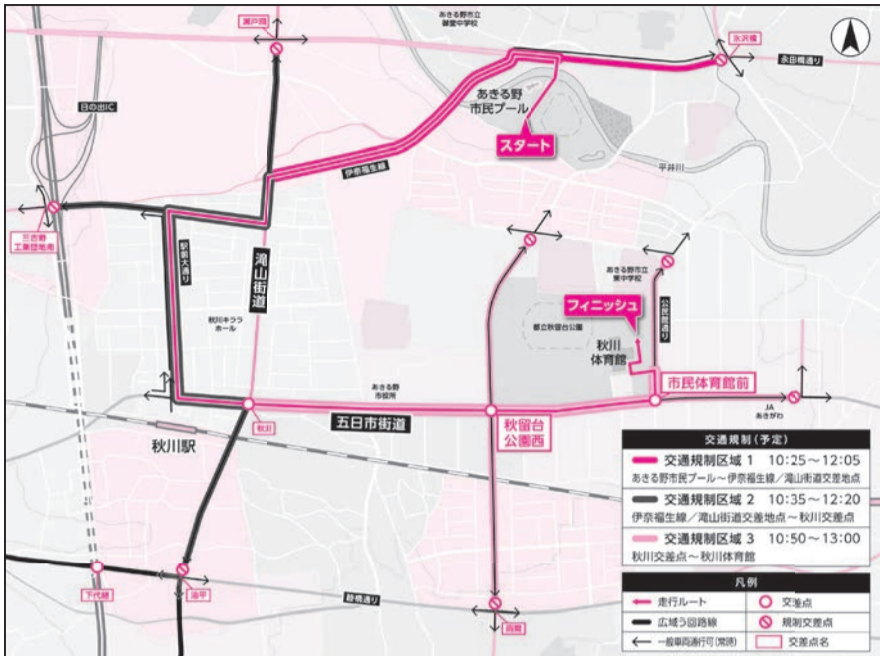 瀬戸岡
あきる野市立
御堂中学校
氷沢橋
永田橋通り
日の出IC
あきる野
市民プール
スタート
伊奈福生線
平井川
三吉野
工業団地南
駅前大通り
滝山街道
秋川キララ
ホール
あきる野市立
東中学校
フィニッシュ
都立秋留台公園
秋川
体育館
公民館通り
あきる野
市役所
市民体育館前
秋川
五日市街道
秋留台
公園西
JA
あきがわ
秋川駅
下代継
油平
睦橋通り
交通規制(予定)
交通規制区域 1 10:25~12:05
あきる野市民プール~伊奈福生線/滝山街道交差地点
交通規制区域 2 10:35~12:20
伊奈福生線/滝山街道交差地点~秋川交差点
交通規制区域 3 10:50~13:00
秋川交差点~秋川体育館
凡例
走行ルート
交差点
広域う回路線
規制交差点
一般車両通行可(常時)
交差点名